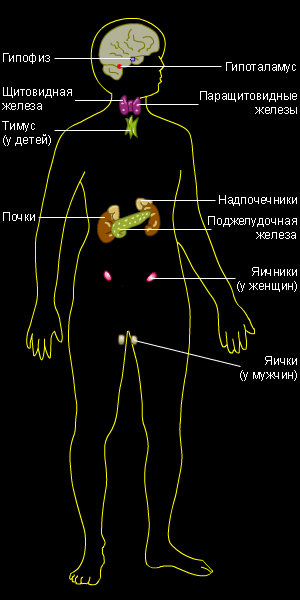 Гипофиз
Гипоталамус
Щитовидная
железа
Паращитовидные
железы
Тимус
(у детей)
Надпочечники
Почки
Поджелудочная
железа
Яичники
(у женщин)
Яички
(у мужчин)